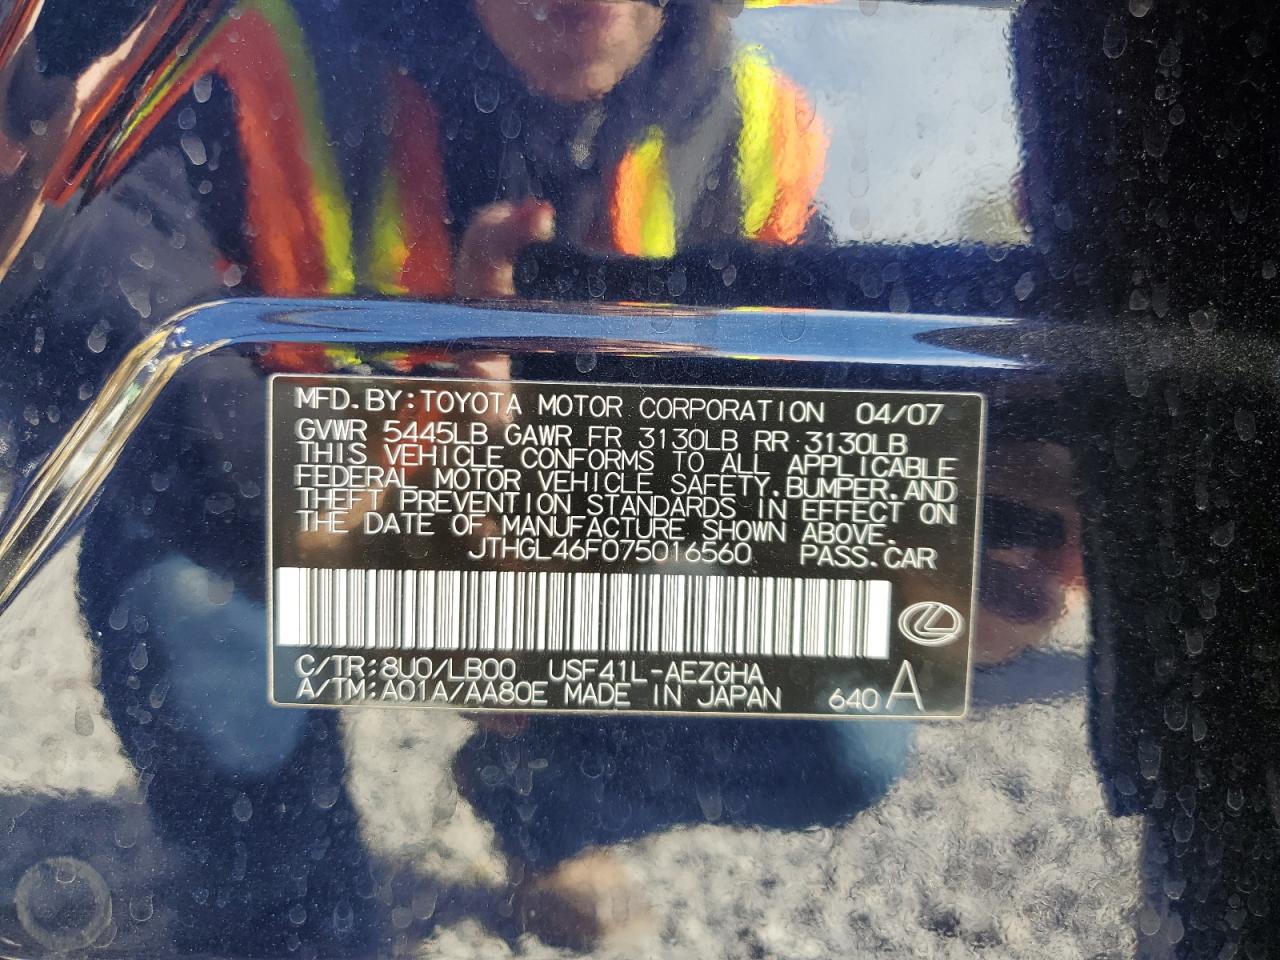 MFD.BY:TOYOTA MOTOR CORPORATION 04/07
GVWR 5445LB GAWR FR 3130LB RR 3130LB
THIS VEHICLE CONFORMS TO ALL APPLICABLE
FEDERAL MOTOR VEHICLE SAFETY,BUMPER,AND
THEFT PREVENTION STANDARDS IN EFFECT ON
THE DATE OF MANUFACTURE SHOWN ABOVE.
JTHGL46F075016560 PASS.CAR
C/TR:8U0/LB00 USF41L-AEZGHA
A/TM:A01A/AA80E MADE IN JAPAN 640 A